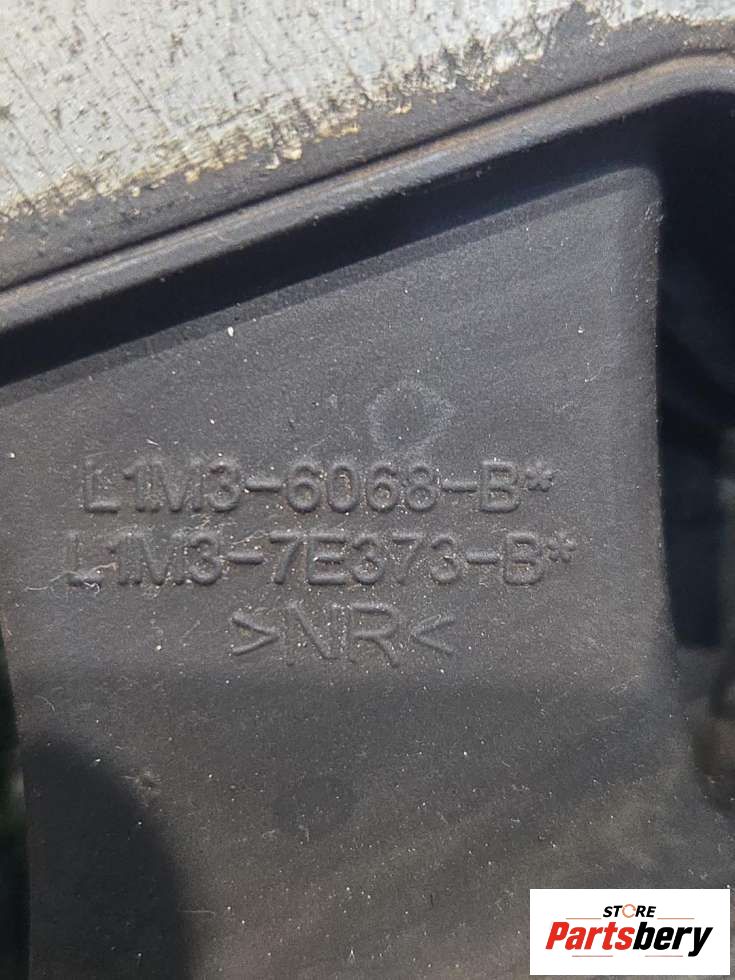 L1M3-6068-B*
L1M3-7E373-B*
>NR<
STORE
Partsbery